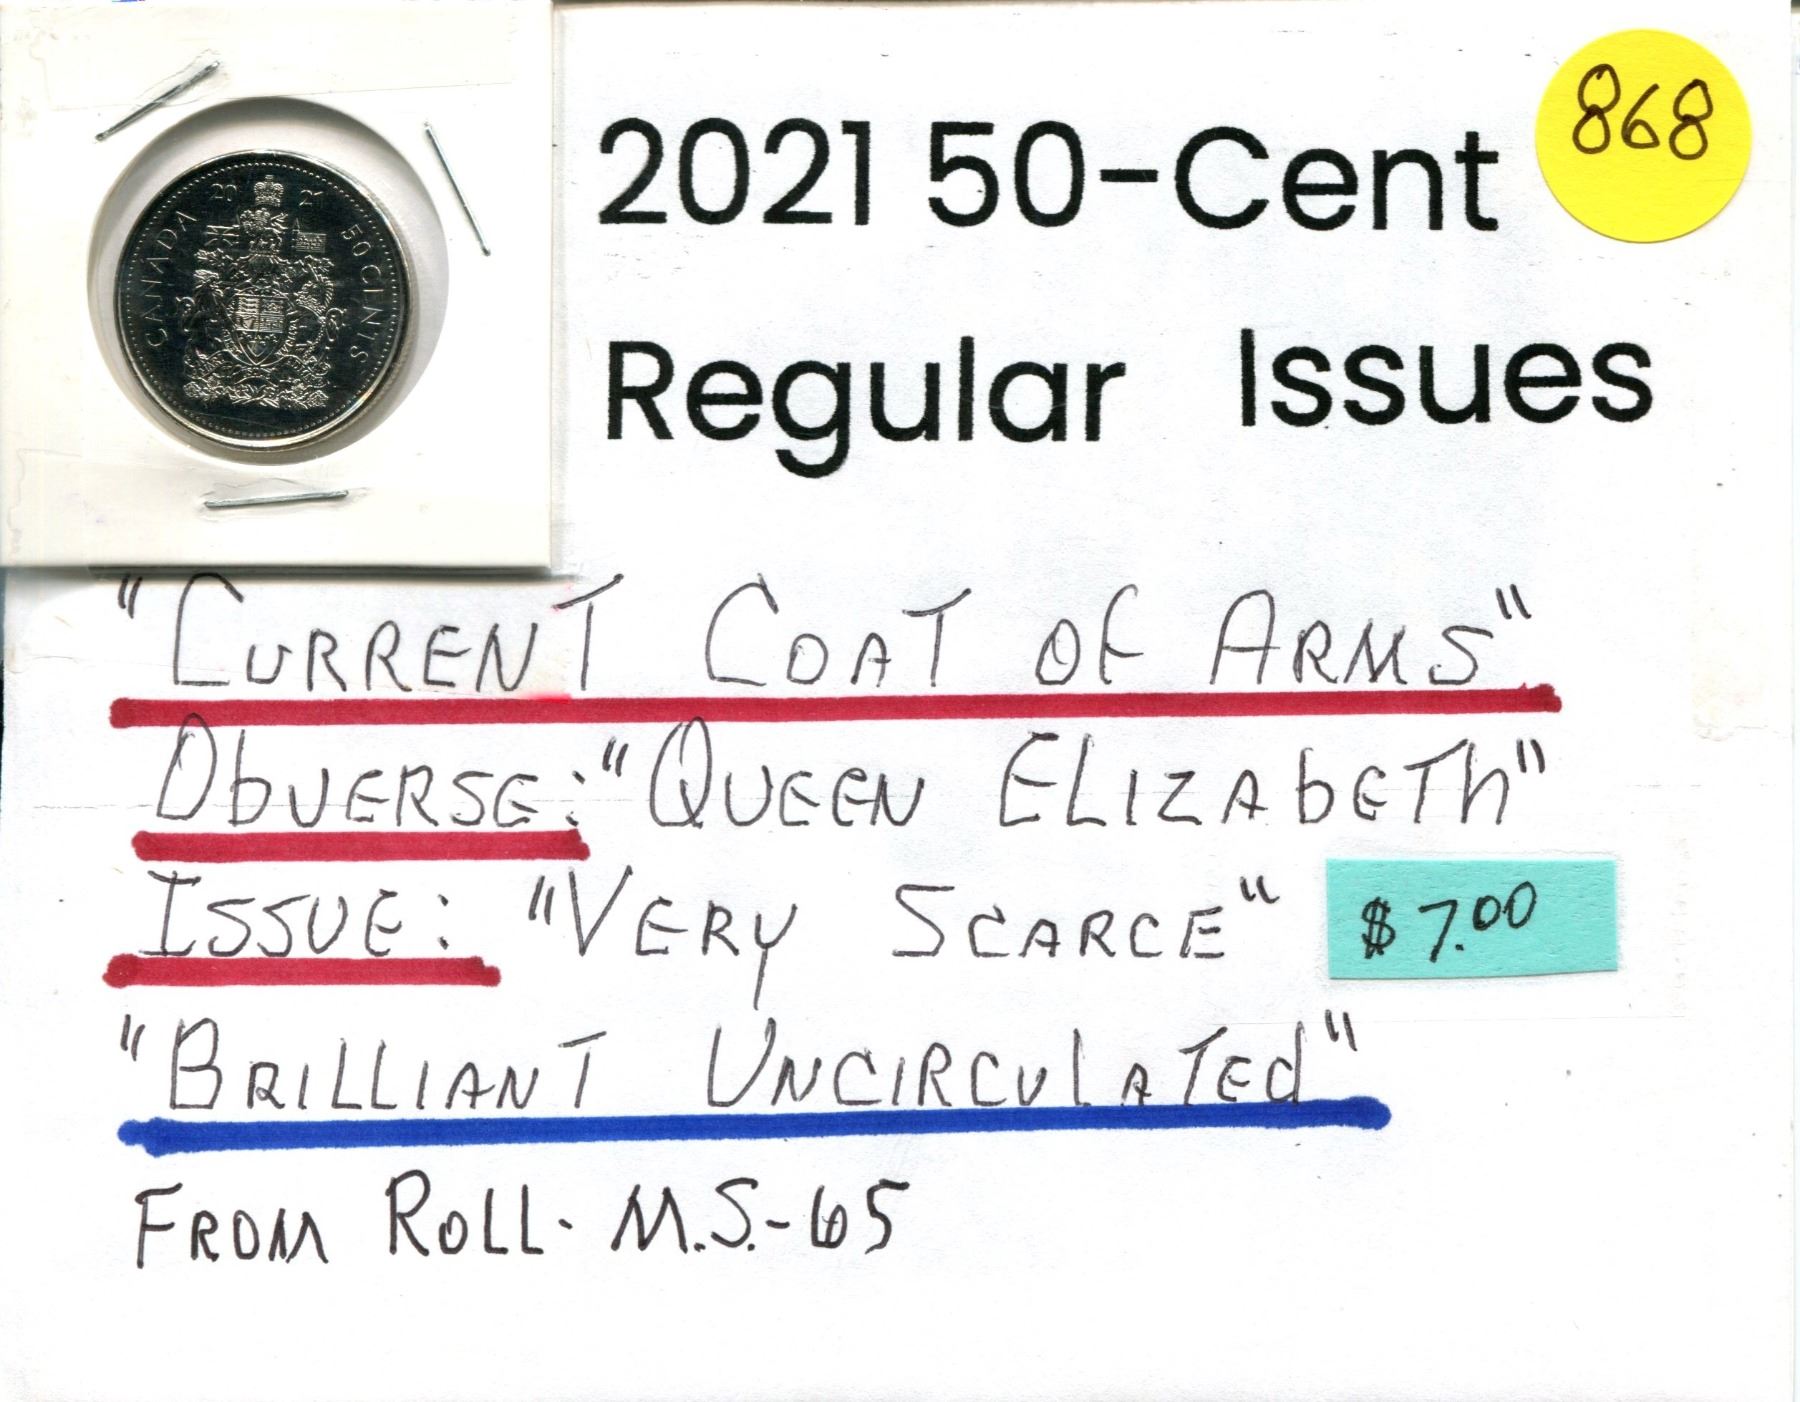 CANADA 20 21 50 CENTS
2021 50-Cent
868
Regular Issues
"CURRENT COAT OF ARMS"
ObVERSE: "QUEEN ELIZAbETh"
ISSUE: "VERY SCARCE"
$7.00
"BRILLIANT UNCIRCULATEd"
FROM ROLL- M.S.-65